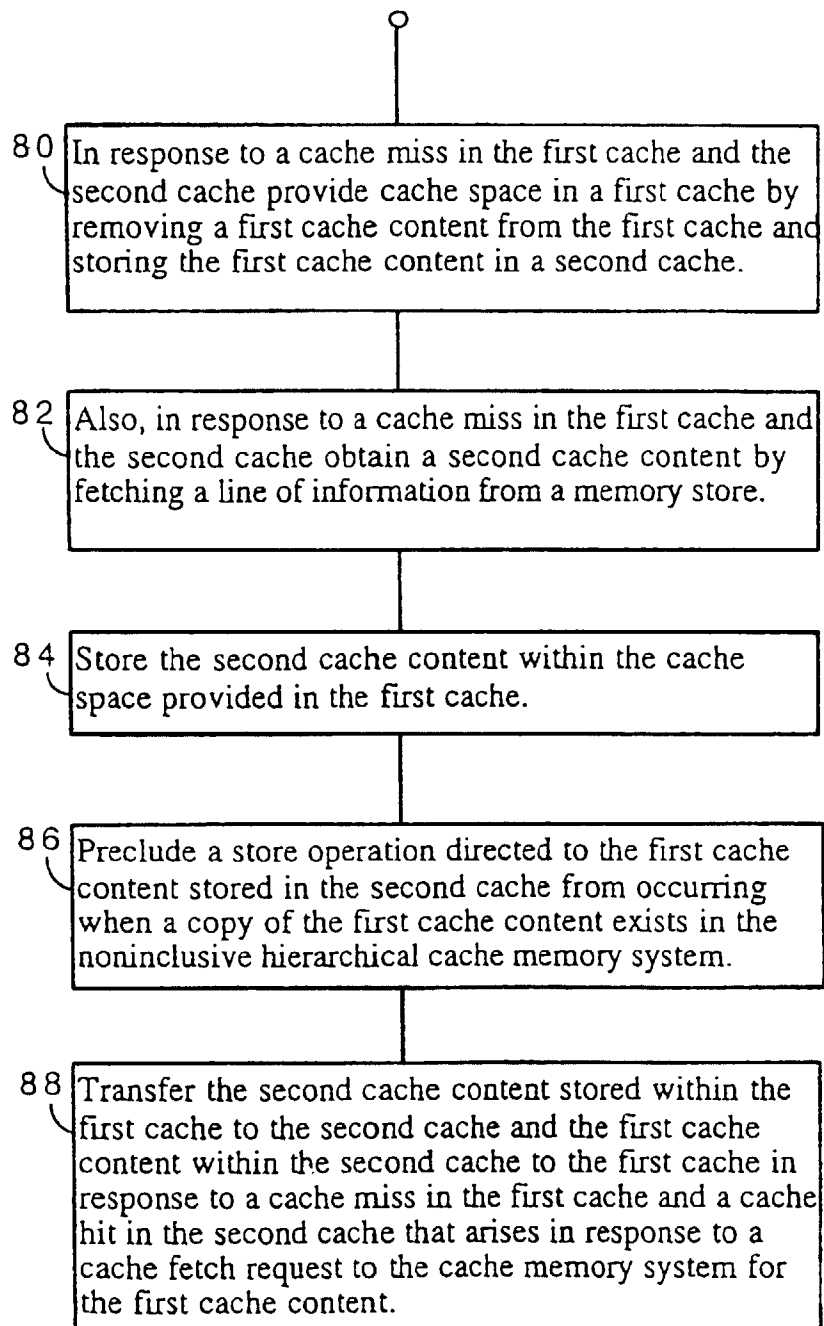 80 In response to a cache miss in the first cache and the
second cache provide cache space in a first cache by
removing a first cache content from the first cache and
storing the first cache content in a second cache.
82 Also, in response to a cache miss in the first cache and
the second cache obtain a second cache content by
fetching a line of information from a memory store.
84 Store the second cache content within the cache
space provided in the first cache.
86 Preclude a store operation directed to the first cache
content stored in the second cache from occurring
when a copy of the first cache content exists in the
noninclusive hierarchical cache memory system.
88 Transfer the second cache content stored within the
first cache to the second cache and the first cache
content within the second cache to the first cache in
response to a cache miss in the first cache and a cache
hit in the second cache that arises in response to a
cache fetch request to the cache memory system for
the first cache content.